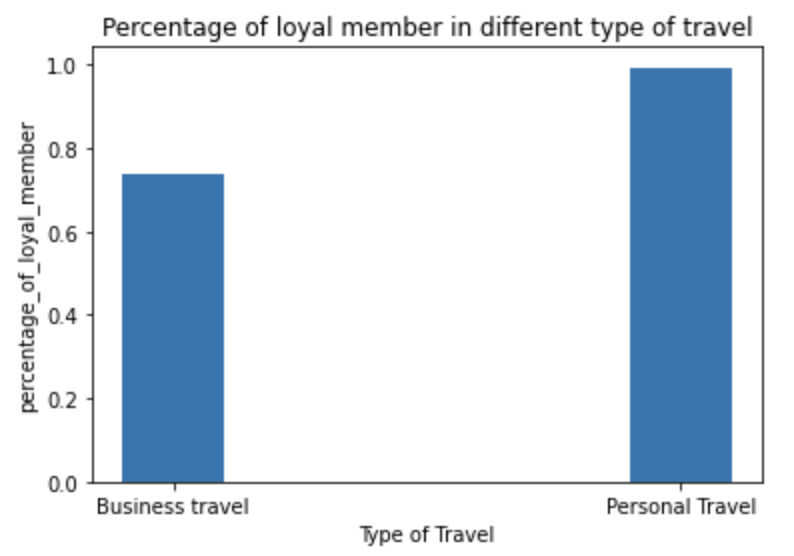 Percentage of loyal member in different type of travel
percentage_of_loyal_member
1.0
0.8
0.6
0.4
0.2
0.0
Business travel
Personal Travel
Type of Travel